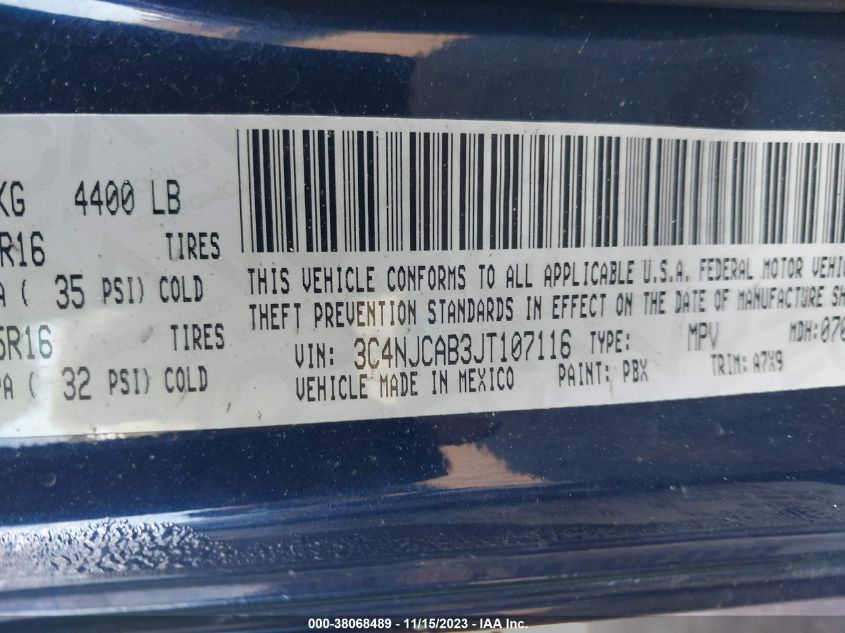 KG 4400 LB
R16 TIRES
A ( 35 PSI) COLD
5R16 TIRES
PA ( 32 PSI) COLD
THIS VEHICLE CONFORMS TO ALL APPLICABLE U.S.A. FEDERAL MOTOR VEHIC
THEFT PREVENTION STANDARDS IN EFFECT ON THE DATE OF MANUFACTURE SH
VIN: 3C4NJCAB3JT107116 TYPE: MPV MDH:070
VEHICLE MADE IN MEXICO PAINT: PBX TRIM: A7X9
000-38068489 - 11/15/2023 - IAA Inc.